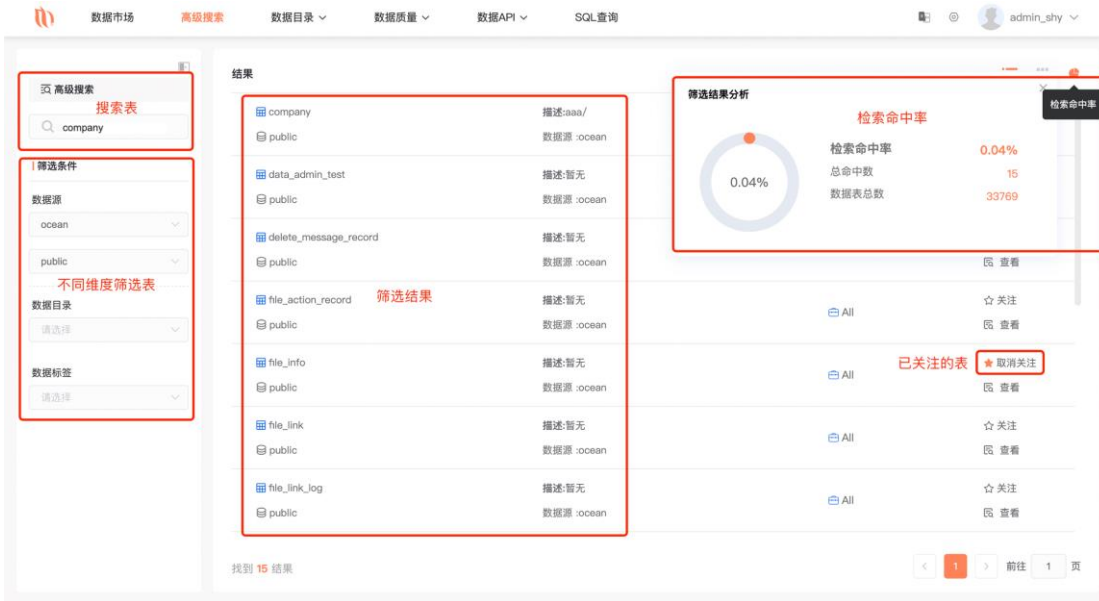 数据市场 高级搜索 数据目录 数据质量 数据API SQL查询 admin_shy
高级搜索
搜索表
company
筛选条件
数据源
ocean
public
不同维度筛选表
数据目录
请选择
数据标签
请选择
结果
company 描述:aaa/
public 数据源 :ocean
data_admin_test 描述:暂无
public 数据源 :ocean
delete_message_record 描述:暂无
public 数据源 :ocean 查看
筛选结果
file_action_record 描述:暂无 All 关注
public 数据源 :ocean 查看
file_info 描述:暂无 All 已关注的表 取消关注
public 数据源 :ocean 查看
file_link 描述:暂无 All 关注
public 数据源 :ocean 查看
file_link_log 描述:暂无 All 关注
public 数据源 :ocean 查看
筛选结果分析
检索命中率
检索命中率
0.04%
检索命中率 0.04%
总命中数 15
数据表总数 33769
找到 15 结果
1 前往 1 页